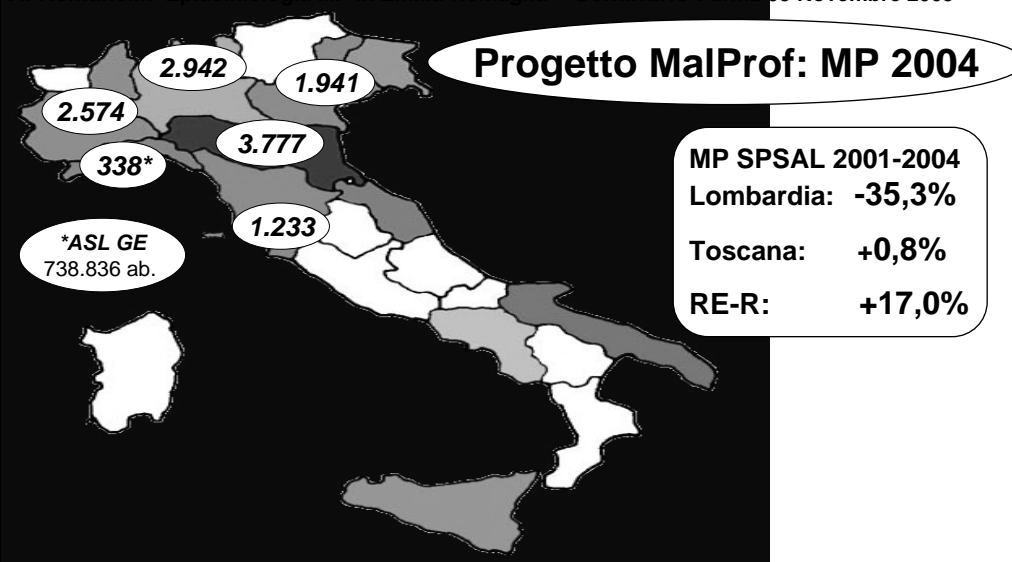 Progetto MalProf: MP 2004
2.942
1.941
2.574
3.777
338*
1.233
*ASL GE
738.836 ab.
MP SPSAL 2001-2004
Lombardia: -35,3%
Toscana: +0,8%
RE-R: +17,0%